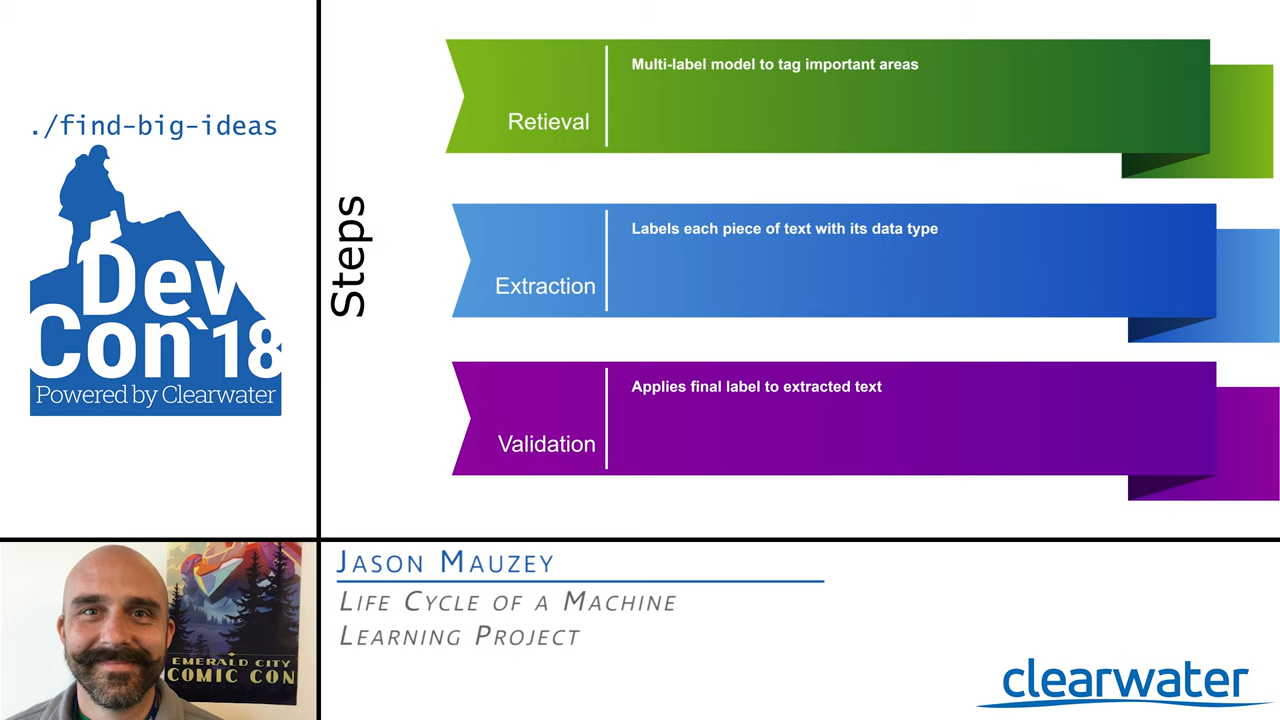 ./find-big-ideas
Dev
Con`18
Powered by Clearwater
Steps
Multi-label model to tag important areas
Retieval
Labels each piece of text with its data type
Extraction
Applies final label to extracted text
Validation
EMERALD CITY
COMIC CON
Jason Mauzey
Life Cycle of a Machine
Learning Project
clearwater